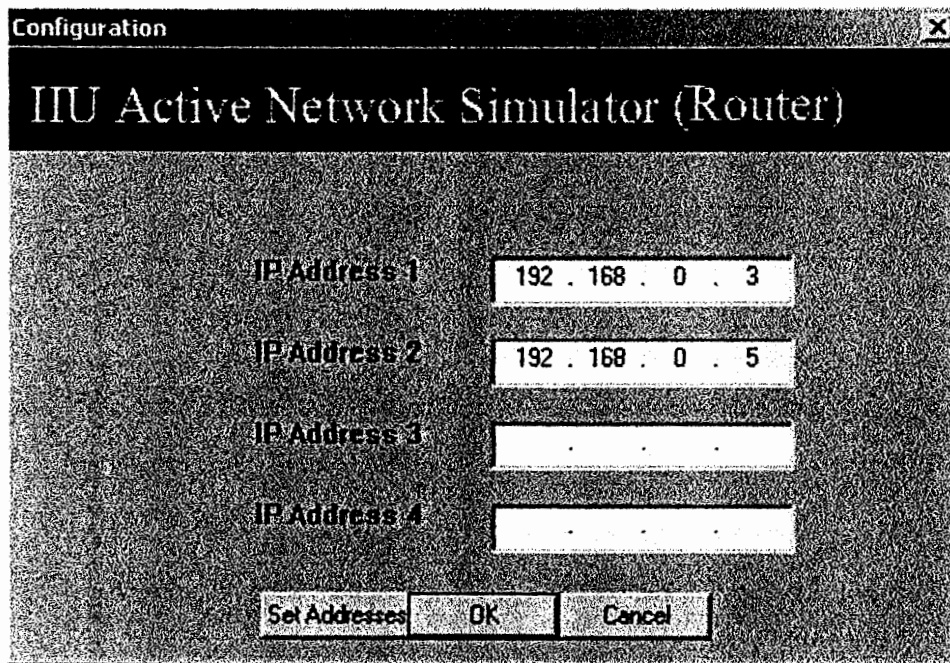 Configuration
IIU Active Network Simulator (Router)
IP Address 1 192 . 168 . 0 . 3
IP Address 2 192 . 168 . 0 . 5
IP Address 3 . . .
IP Address 4 . . .
Set Addresses OK Cancel